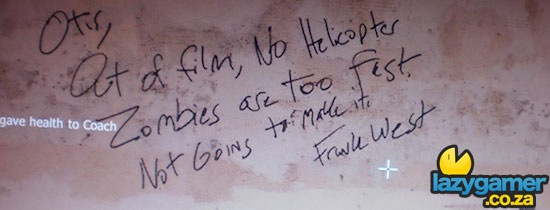 Otis,
Out of film, No Helicopter
Zombies are too fast.
gave health to Coach
Not Going to Make it.
Frank West
lazygamer
.co.za